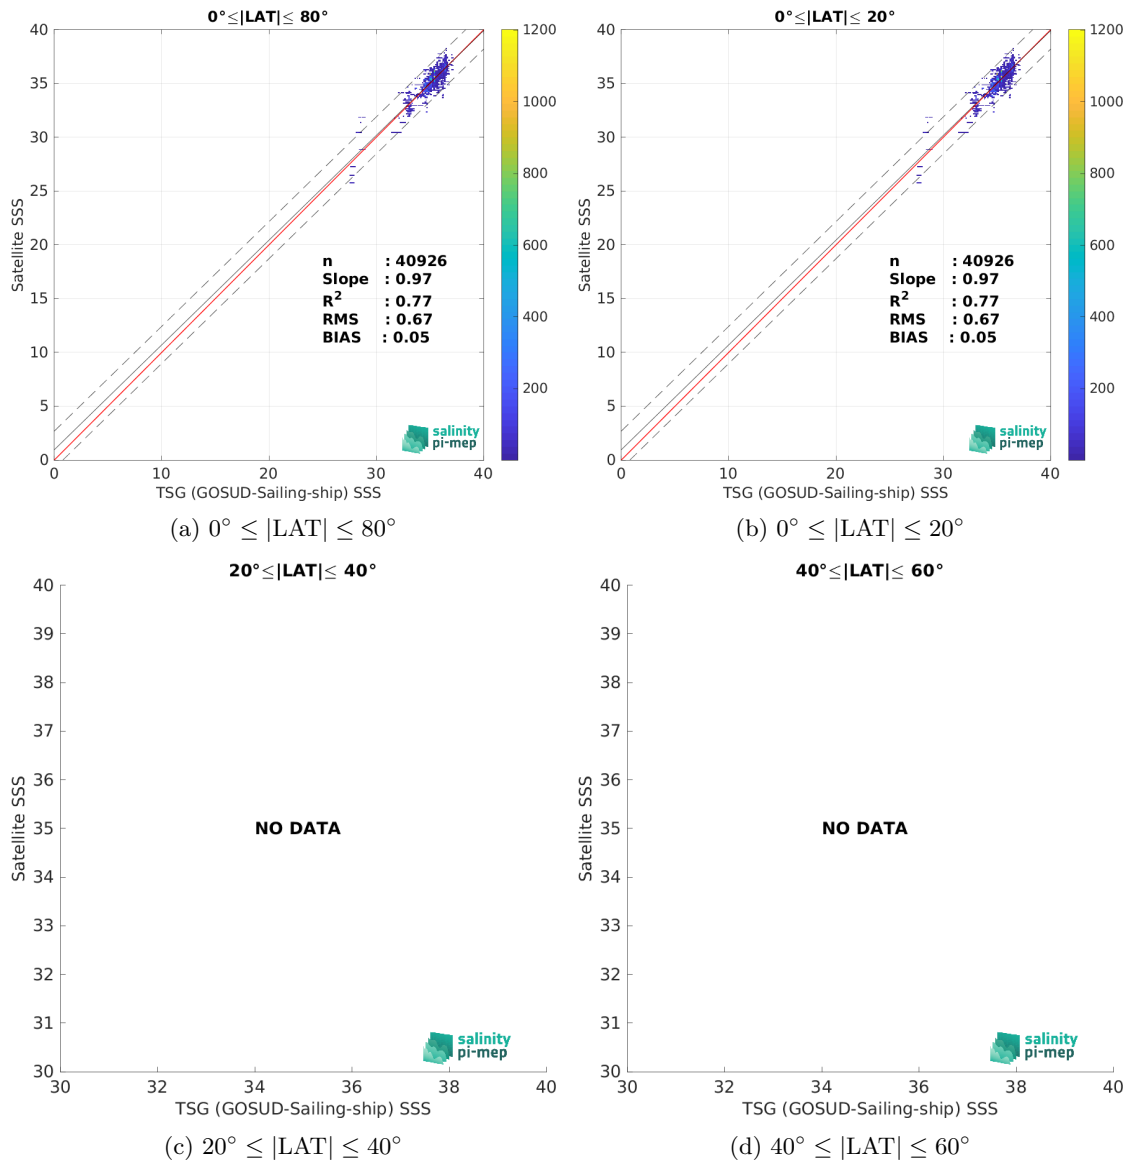 0°≤|LAT|≤ 80°
40
35
30
25
20
15
10
5
0
0
10
20
30
40
Satellite SSS
TSG (GOSUD-Sailing-ship) SSS
n : 40926
Slope : 0.97
R² : 0.77
RMS : 0.67
BIAS : 0.05
salinity
pi-mep
1200
1000
800
600
400
200
(a) 0° ≤ |LAT| ≤ 80°
0°≤|LAT|≤ 20°
40
35
30
25
20
15
10
5
0
0
10
20
30
40
Satellite SSS
TSG (GOSUD-Sailing-ship) SSS
n : 40926
Slope : 0.97
R² : 0.77
RMS : 0.67
BIAS : 0.05
salinity
pi-mep
1200
1000
800
600
400
200
(b) 0° ≤ |LAT| ≤ 20°
20°≤|LAT|≤ 40°
40
39
38
37
36
35
34
33
32
31
30
30
32
34
36
38
40
Satellite SSS
NO DATA
salinity
pi-mep
TSG (GOSUD-Sailing-ship) SSS
(c) 20° ≤ |LAT| ≤ 40°
40°≤|LAT|≤ 60°
40
39
38
37
36
35
34
33
32
31
30
30
32
34
36
38
40
Satellite SSS
NO DATA
salinity
pi-mep
TSG (GOSUD-Sailing-ship) SSS
(d) 40° ≤ |LAT| ≤ 60°